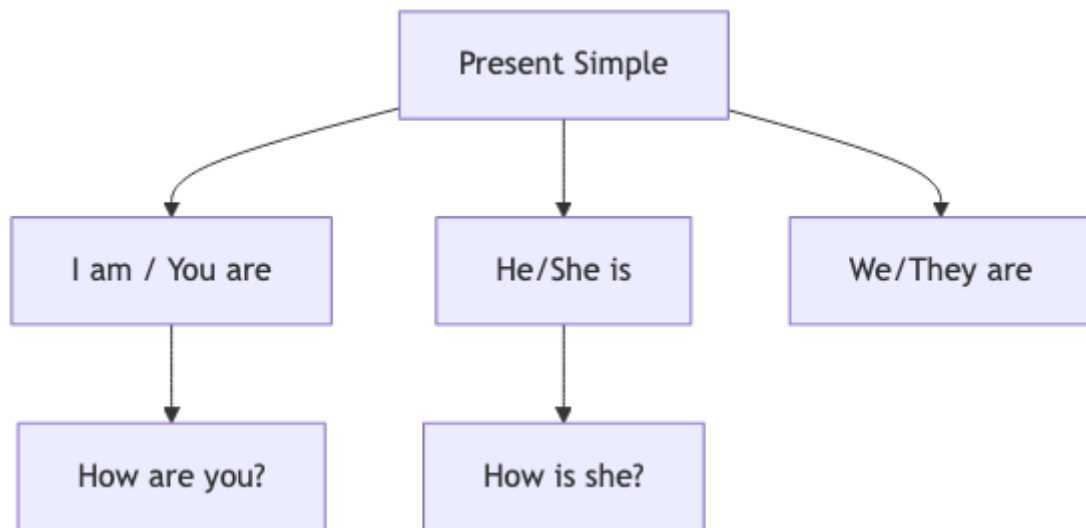 Present Simple
I am / You are
He/She is
We/They are
How are you?
How is she?